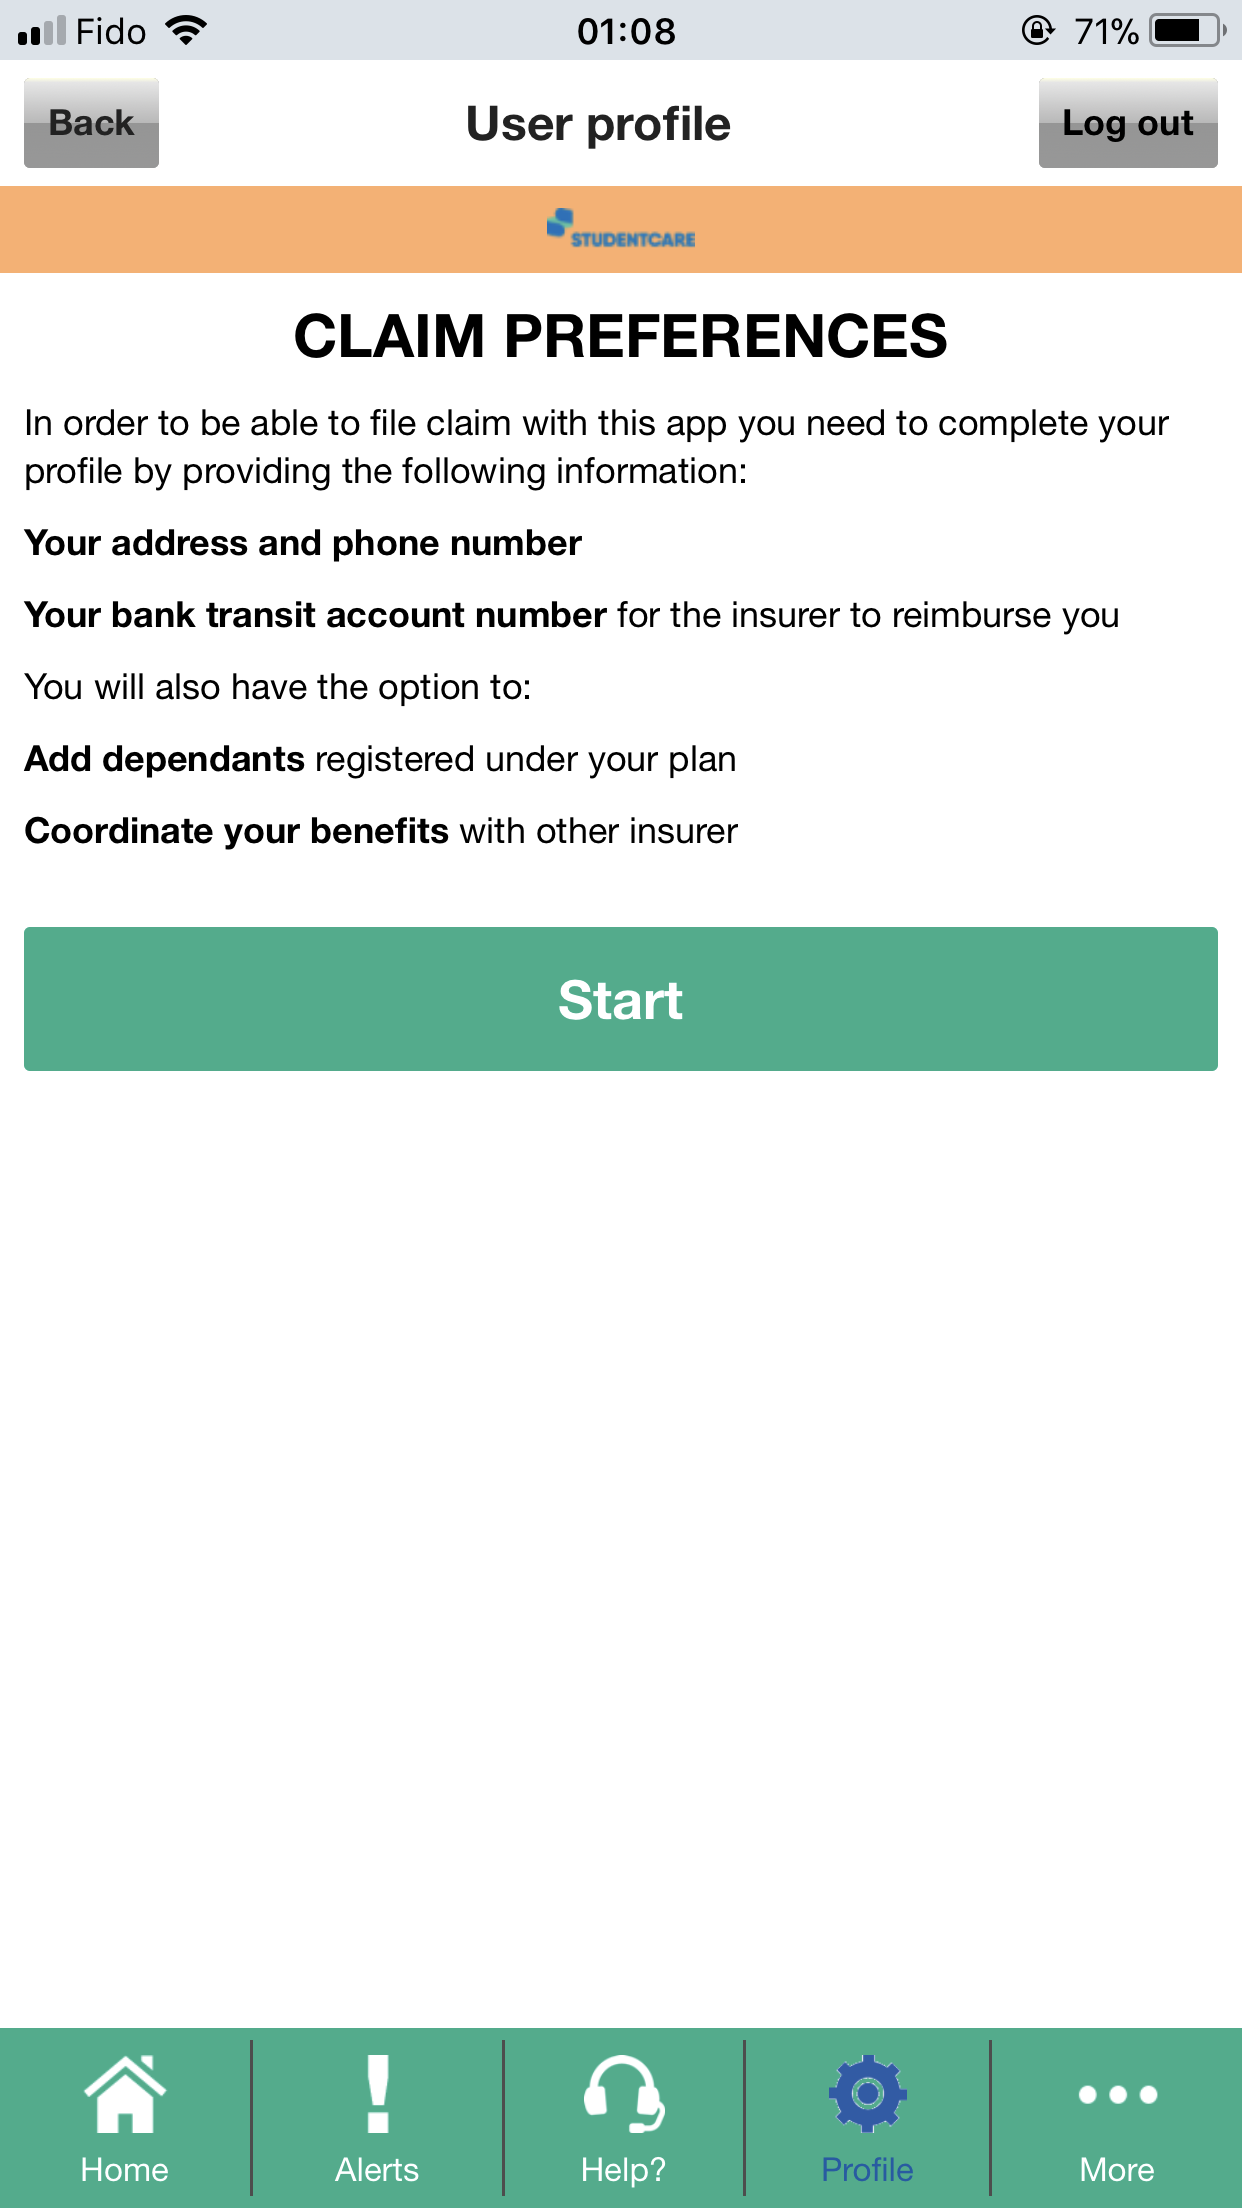 Fido 01:08 71%
Back User profile Log out
STUDENTCARE
CLAIM PREFERENCES
In order to be able to file claim with this app you need to complete your
profile by providing the following information:
Your address and phone number
Your bank transit account number for the insurer to reimburse you
You will also have the option to:
Add dependants registered under your plan
Coordinate your benefits with other insurer
Start
Home Alerts Help? Profile More